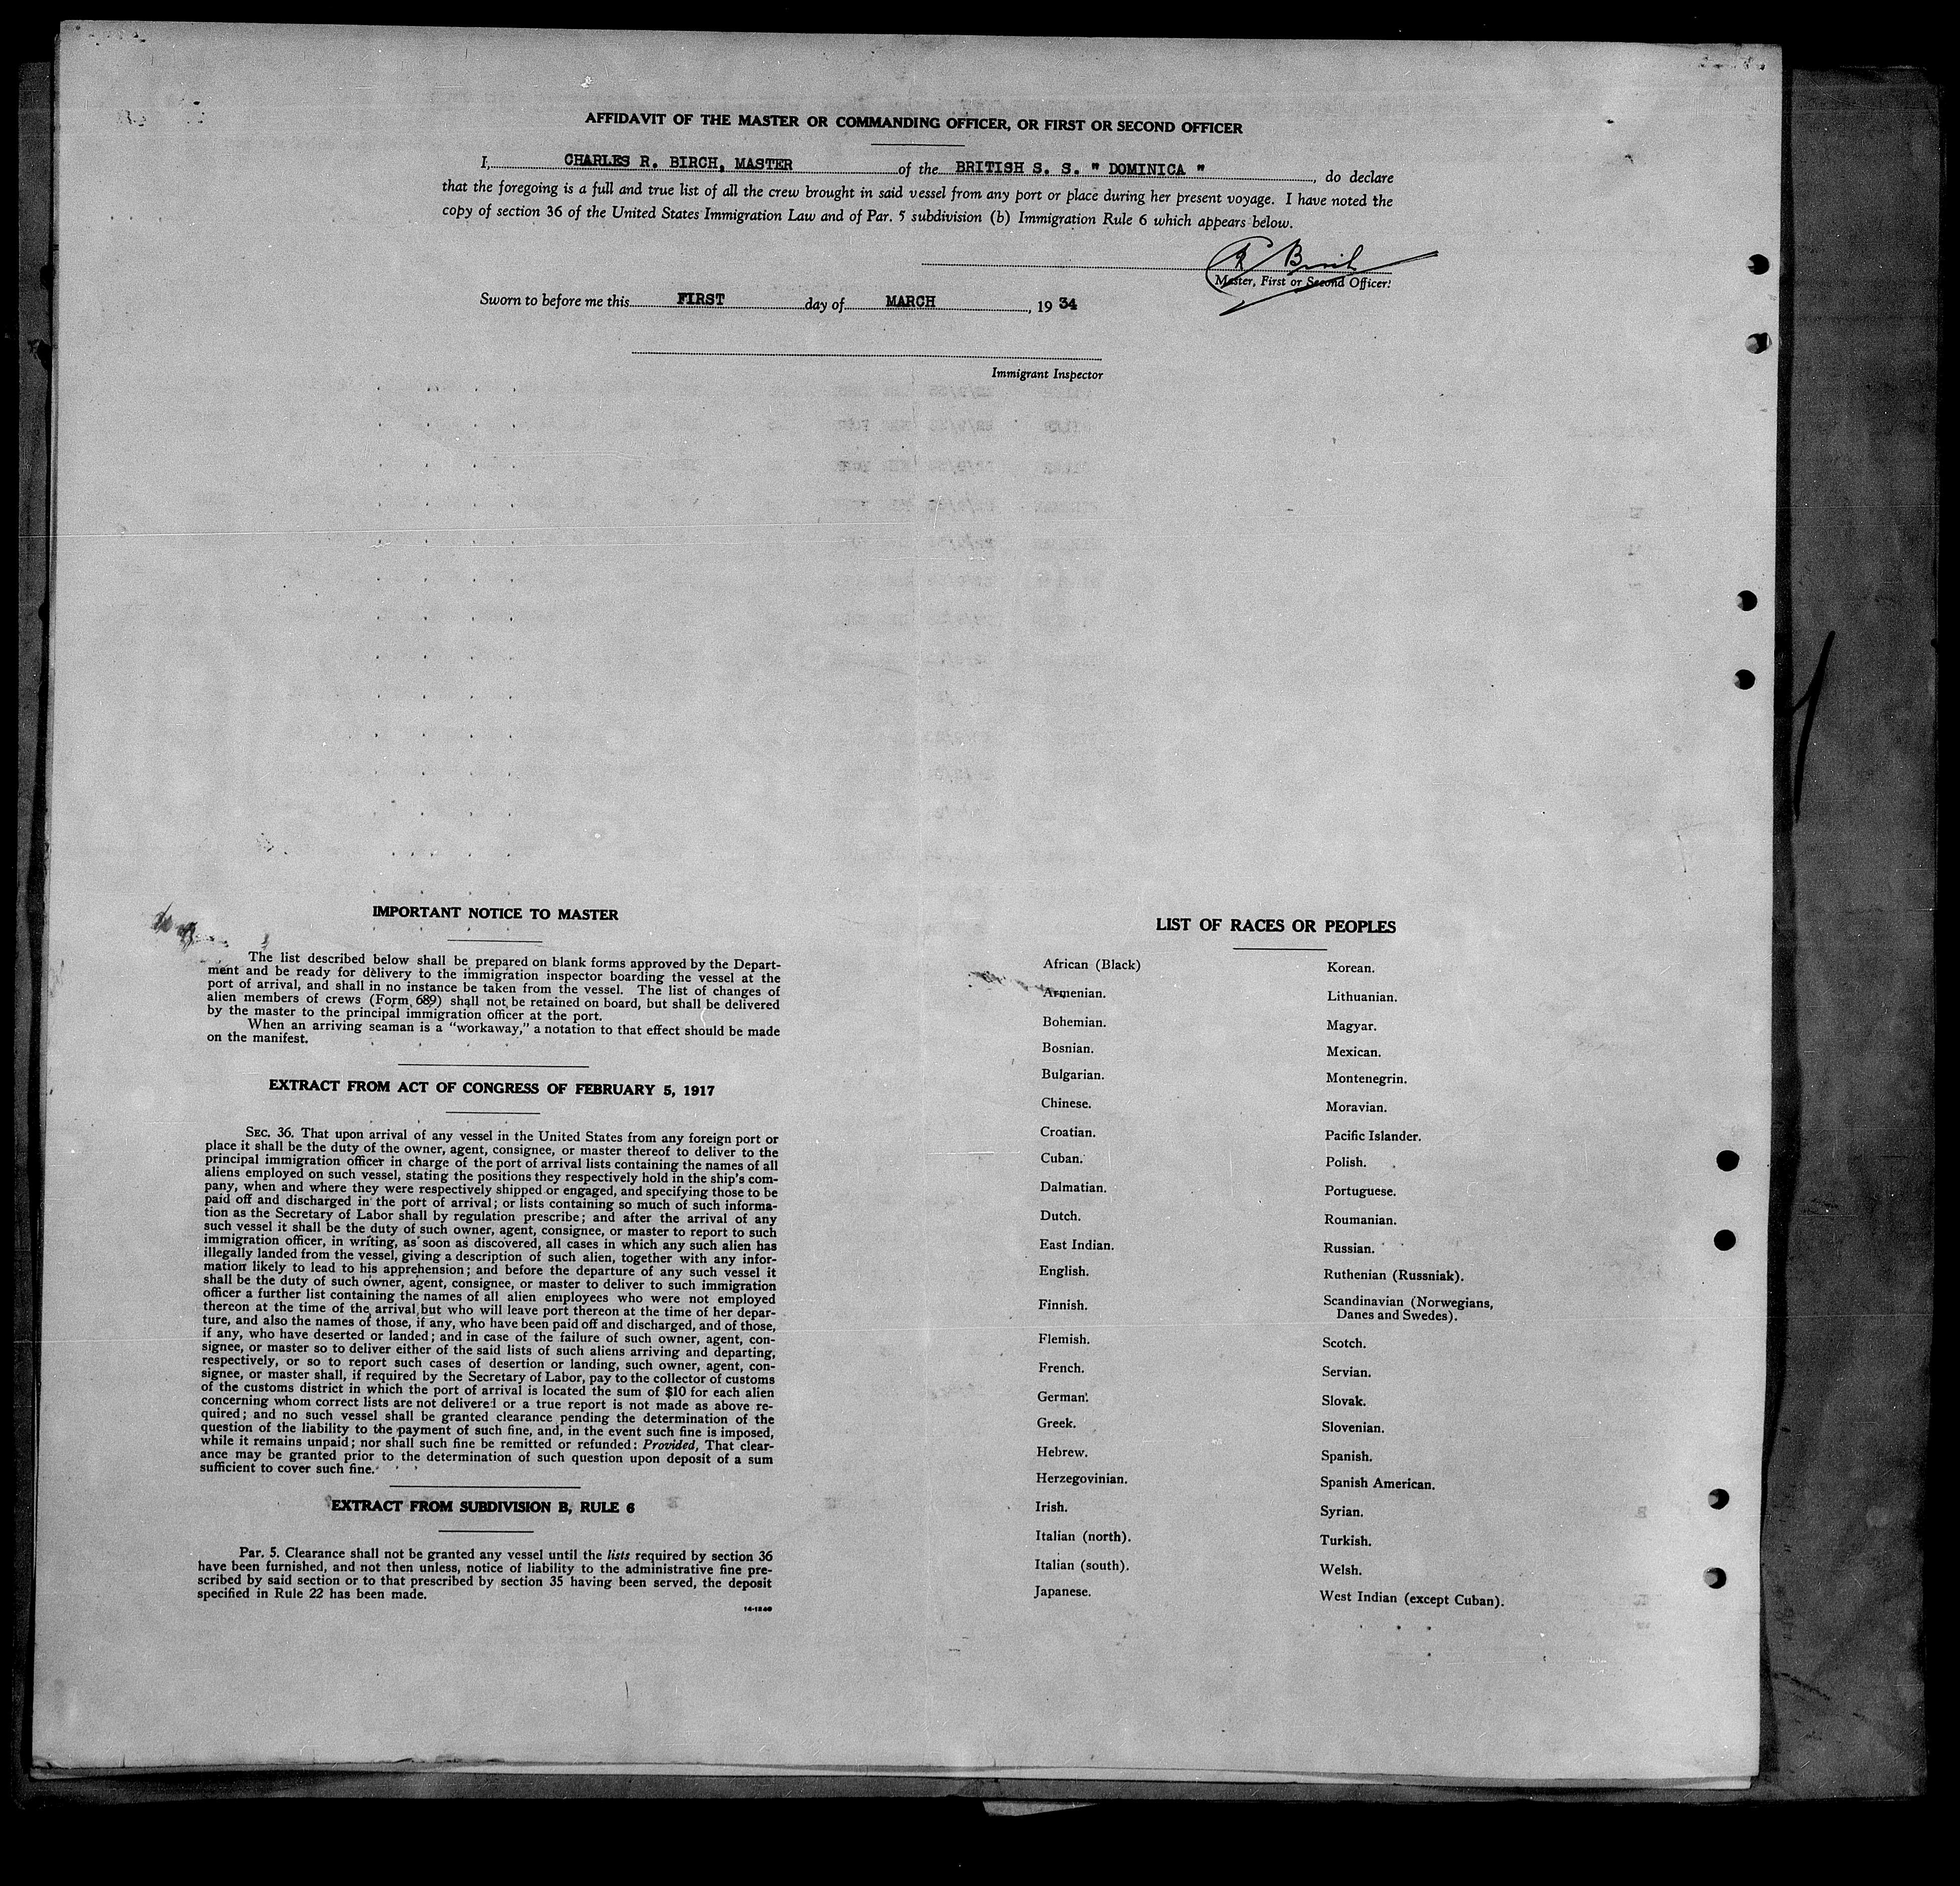 AFFIDAVIT OF THE MASTER OR COMMANDING OFFICER, OR FIRST OR SECOND OFFICER
I, CHARLES R. BIRCH, MASTER of the BRITISH S. S. " DOMINICA " , do declare
that the foregoing is a full and true list of all the crew brought in said vessel from any port or place during her present voyage. I have noted the
copy of section 36 of the United States Immigration Law and of Par. 5 subdivision (b) Immigration Rule 6 which appears below.
Birch
Master, First or Second Officer.
Sworn to before me this FIRST day of MARCH , 19 34
Immigrant Inspector
IMPORTANT NOTICE TO MASTER
The list described below shall be prepared on blank forms approved by the Depart-
ment and be ready for delivery to the immigration inspector boarding the vessel at the
port of arrival, and shall in no instance be taken from the vessel. The list of changes of
alien members of crews (Form 689) shall not be retained on board, but shall be delivered
by the master to the principal immigration officer at the port.
When an arriving seaman is a "workaway," a notation to that effect should be made
on the manifest.
EXTRACT FROM ACT OF CONGRESS OF FEBRUARY 5, 1917
SEC. 36. That upon arrival of any vessel in the United States from any foreign port or
place it shall be the duty of the owner, agent, consignee, or master thereof to deliver to the
principal immigration officer in charge of the port of arrival lists containing the names of all
aliens employed on such vessel, stating the positions they respectively hold in the ship's com-
pany, when and where they were respectively shipped or engaged, and specifying those to be
paid off and discharged in the port of arrival; or lists containing so much of such informa-
tion as the Secretary of Labor shall by regulation prescribe; and after the arrival of any
such vessel it shall be the duty of such owner, agent, consignee, or master to report to such
immigration officer, in writing, as soon as discovered, all cases in which any such alien has
illegally landed from the vessel, giving a description of such alien, together with any infor-
mation likely to lead to his apprehension; and before the departure of any such vessel it
shall be the duty of such owner, agent, consignee, or master to deliver to such immigration
officer a further list containing the names of all alien employees who were not employed
thereon at the time of the arrival but who will leave port thereon at the time of her depar-
ture, and also the names of those, if any, who have been paid off and discharged, and of those,
if any, who have deserted or landed; and in case of the failure of such owner, agent, con-
signee, or master so to deliver either of the said lists of such aliens arriving and departing,
respectively, or so to report such cases of desertion or landing, such owner, agent, con-
signee, or master shall, if required by the Secretary of Labor, pay to the collector of customs
of the customs district in which the port of arrival is located the sum of $10 for each alien
concerning whom correct lists are not delivered or a true report is not made as above re-
quired; and no such vessel shall be granted clearance pending the determination of the
question of the liability to the payment of such fine, and, in the event such fine is imposed,
while it remains unpaid; nor shall such fine be remitted or refunded: Provided, That clear-
ance may be granted prior to the determination of such question upon deposit of a sum
sufficient to cover such fine.
EXTRACT FROM SUBDIVISION B, RULE 6
Par. 5. Clearance shall not be granted any vessel until the lists required by section 36
have been furnished, and not then unless, notice of liability to the administrative fine pre-
scribed by said section or to that prescribed by section 35 having been served, the deposit
specified in Rule 22 has been made.
14-1240
LIST OF RACES OR PEOPLES
African (Black)
Armenian.
Bohemian.
Bosnian.
Bulgarian.
Chinese.
Croatian.
Cuban.
Dalmatian.
Dutch.
East Indian.
English.
Finnish.
Flemish.
French.
German.
Greek.
Hebrew.
Herzegovinian.
Irish.
Italian (north).
Italian (south).
Japanese.
Korean.
Lithuanian.
Magyar.
Mexican.
Montenegrin.
Moravian.
Pacific Islander.
Polish.
Portuguese.
Roumanian.
Russian.
Ruthenian (Russniak).
Scandinavian (Norwegians,
Danes and Swedes).
Scotch.
Servian.
Slovak.
Slovenian.
Spanish.
Spanish American.
Syrian.
Turkish.
Welsh.
West Indian (except Cuban).